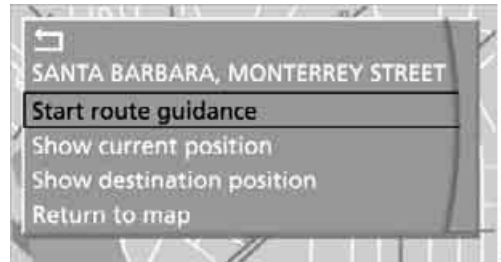 SANTA BARBARA, MONTERREY STREET
Start route guidance
Show current position
Show destination position
Return to map